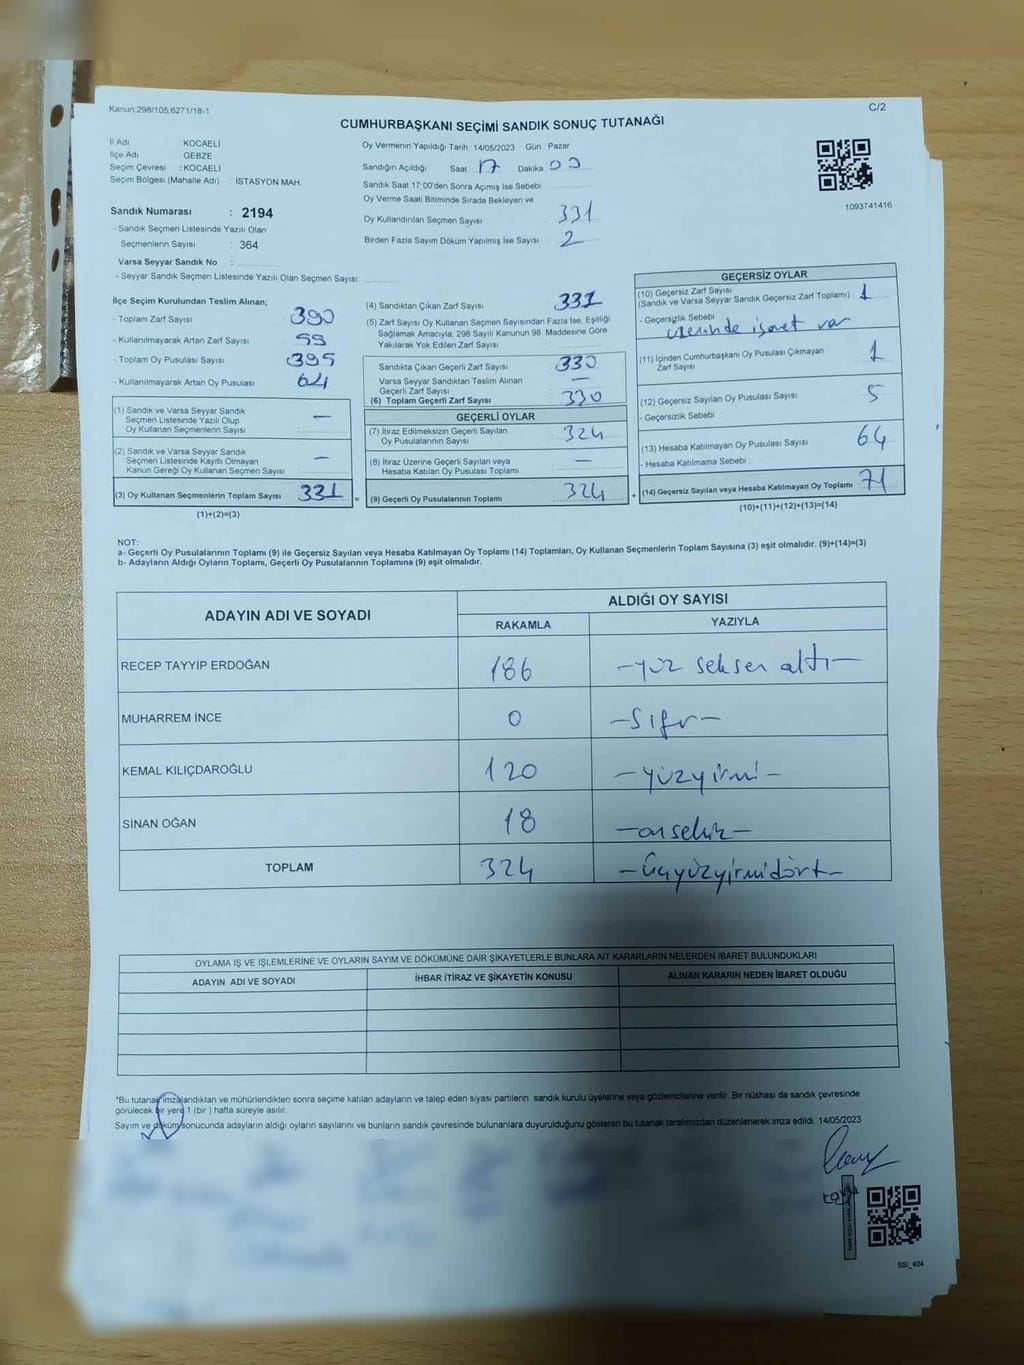 Kanun:298/105,6271/18-1
C/2
CUMHURBAŞKANI SEÇİMİ SANDIK SONUÇ TUTANAĞI
İl Adı : KOCAELİ
İlçe Adı : GEBZE
Seçim Çevresi : KOCAELİ
Seçim Bölgesi (Mahalle Adı) : İSTASYON MAH.
Sandık Numarası : 2194
- Sandık Seçmen Listesinde Yazılı Olan
Seçmenlerin Sayısı : 364
Varsa Seyyar Sandık No :
- Seyyar Sandık Seçmen Listesinde Yazılı Olan Seçmen Sayısı:
Oy Vermenin Yapıldığı Tarih : 14/05/2023 Gün : Pazar
Sandığın Açıldığı Saat : 17 Dakika : 00
Sandık Saat 17:00'den Sonra Açımış İse Sebebi :
Oy Verme Saati Bitiminde Sırada Bekleyen ve
Oy Kullandırılan Seçmen Sayısı : 331
Birden Fazla Sayım Döküm Yapılmış İse Sayısı : 2
1093741416
İlçe Seçim Kurulundan Teslim Alınan;
- Toplam Zarf Sayısı : 390
- Kullanılmayarak Artan Zarf Sayısı : 59
- Toplam Oy Pusulası Sayısı : 395
- Kullanılmayarak Artan Oy Pusulası : 64
(1) Sandık ve Varsa Seyyar Sandık
Seçmen Listesinde Yazılı Olup
Oy Kullanan Seçmenlerin Sayısı : —
(2) Sandık ve Varsa Seyyar Sandık
Seçmen Listesinde Kayıtlı Olmayan
Kanun Gereği Oy Kullanan Seçmen Sayısı : —
(3) Oy Kullanan Seçmenlerin Toplam Sayısı : 331
(1)+(2)=(3)
(4) Sandıktan Çıkan Zarf Sayısı : 331
(5) Zarf Sayısı Oy Kullanan Seçmen Sayısından Fazla İse, Eşitliği
Sağlamak Amacıyla, 298 Sayılı Kanunun 98. Maddesine Göre
Yakılarak Yok Edilen Zarf Sayısı :
Sandıkta Çıkan Geçerli Zarf Sayısı : 330
Varsa Seyyar Sandıktan Teslim Alınan
Geçerli Zarf Sayısı : —
(6) Toplam Geçerli Zarf Sayısı : 330
GEÇERLİ OYLAR
(7) İtiraz Edilmeksizin Geçerli Sayılan
Oy Pusulalarının Sayısı : 324
(8) İtiraz Üzerine Geçerli Sayılan veya
Hesaba Katılan Oy Pusulası Toplamı : —
= (9) Geçerli Oy Pusulalarının Toplamı : 324
GEÇERSİZ OYLAR
(10) Geçersiz Zarf Sayısı
(Sandık ve Varsa Seyyar Sandık Geçersiz Zarf Toplamı) : 1
- Geçersizlik Sebebi :
üzerinde işaret var
(11) İçinden Cumhurbaşkanı Oy Pusulası Çıkmayan
Zarf Sayısı : 1
(12) Geçersiz Sayılan Oy Pusulası Sayısı : 5
- Geçersizlik Sebebi :
(13) Hesaba Katılmayan Oy Pusulası Sayısı : 64
- Hesaba Katılmama Sebebi :
+ (14) Geçersiz Sayılan veya Hesaba Katılmayan Oy Toplamı : 71
(10)+(11)+(12)+(13)=(14)
NOT:
a- Geçerli Oy Pusulalarının Toplamı (9) ile Geçersiz Sayılan veya Hesaba Katılmayan Oy Toplamı (14) Toplamları, Oy Kullanan Seçmenlerin Toplam Sayısına (3) eşit olmalıdır. (9)+(14)=(3)
b- Adayların Aldığı Oyların Toplamı, Geçerli Oy Pusulalarının Toplamına (9) eşit olmalıdır.
ADAYIN ADI VE SOYADI
ALDIĞI OY SAYISI
RAKAMLA YAZIYLA
RECEP TAYYİP ERDOĞAN 186 -yüz seksen altı-
MUHARREM İNCE 0 -Sıfır-
KEMAL KILIÇDAROĞLU 120 -yüzyirmi-
SİNAN OĞAN 18 -onsekiz-
TOPLAM 324 -üçyüzyirmidört-
OYLAMA İŞ VE İŞLEMLERİNE VE OYLARIN SAYIM VE DÖKÜMÜNE DAİR ŞİKAYETLERLE BUNLARA AİT KARARLARIN NELERDEN İBARET BULUNDUKLARI
ADAYIN ADI VE SOYADI İHBAR İTİRAZ VE ŞİKAYETİN KONUSU ALINAN KARARIN NEDEN İBARET OLDUĞU
*Bu tutanak imzalandıktan ve mühürlendikten sonra seçime katılan adayların ve talep eden siyasi partilerin sandık kurulu üyelerine veya gözlemcilerine verilir. Bir nüshası da sandık çevresinde
görülecek bir yere 1 (bir ) hafta süreyle asılır.
Sayım ve döküm sonucunda adayların aldığı oyların sayılarını ve bunların sandık çevresinde bulunanlara duyurulduğunu gösteren bu tutanak tarafımızdan düzenlenerek imza edildi. 14/05/2023
SSI_404